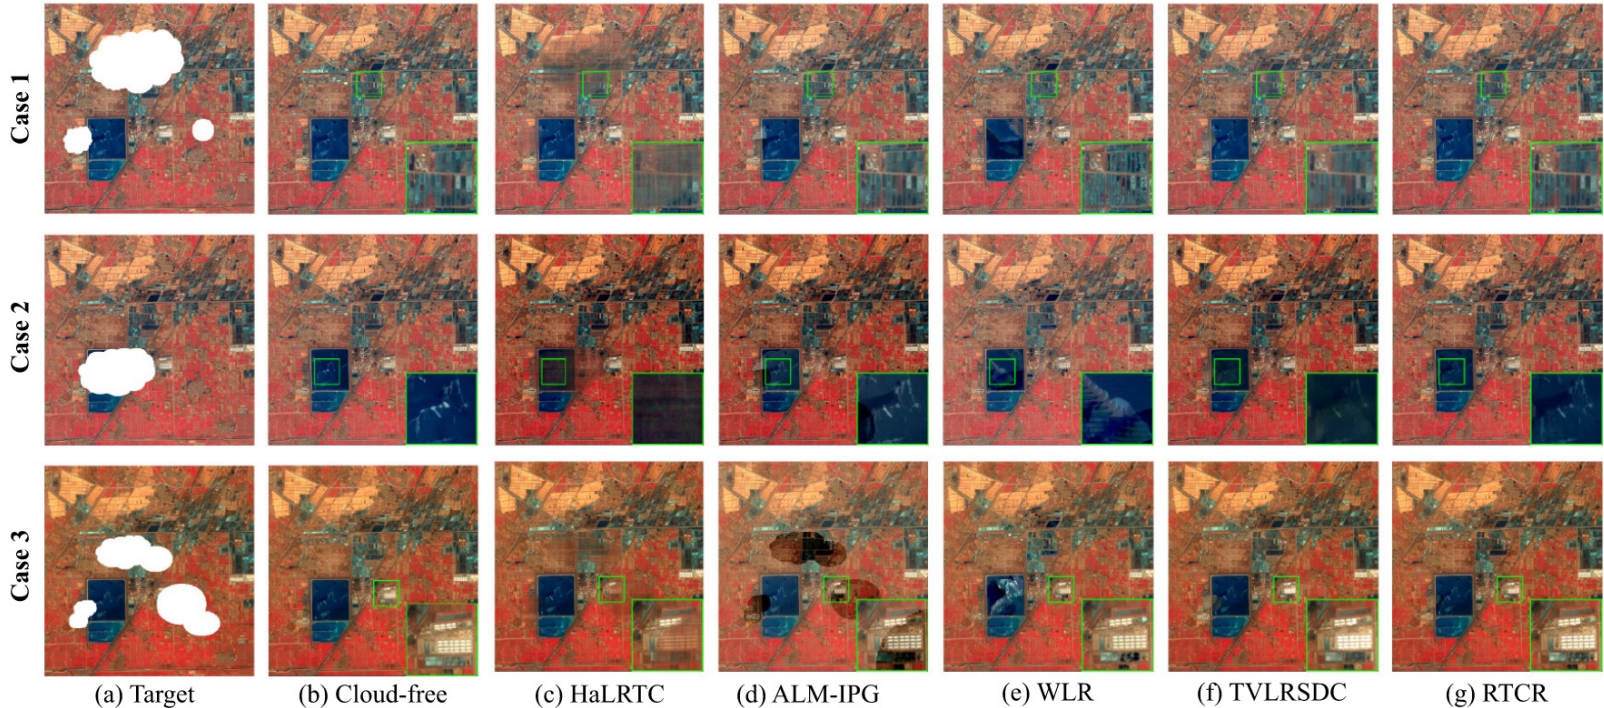 Case 1
Case 2
Case 3
(a) Target
(b) Cloud-free
(c) HaLRTC
(d) ALM-IPG
(e) WLR
(f) TVLRSDC
(g) RTCR